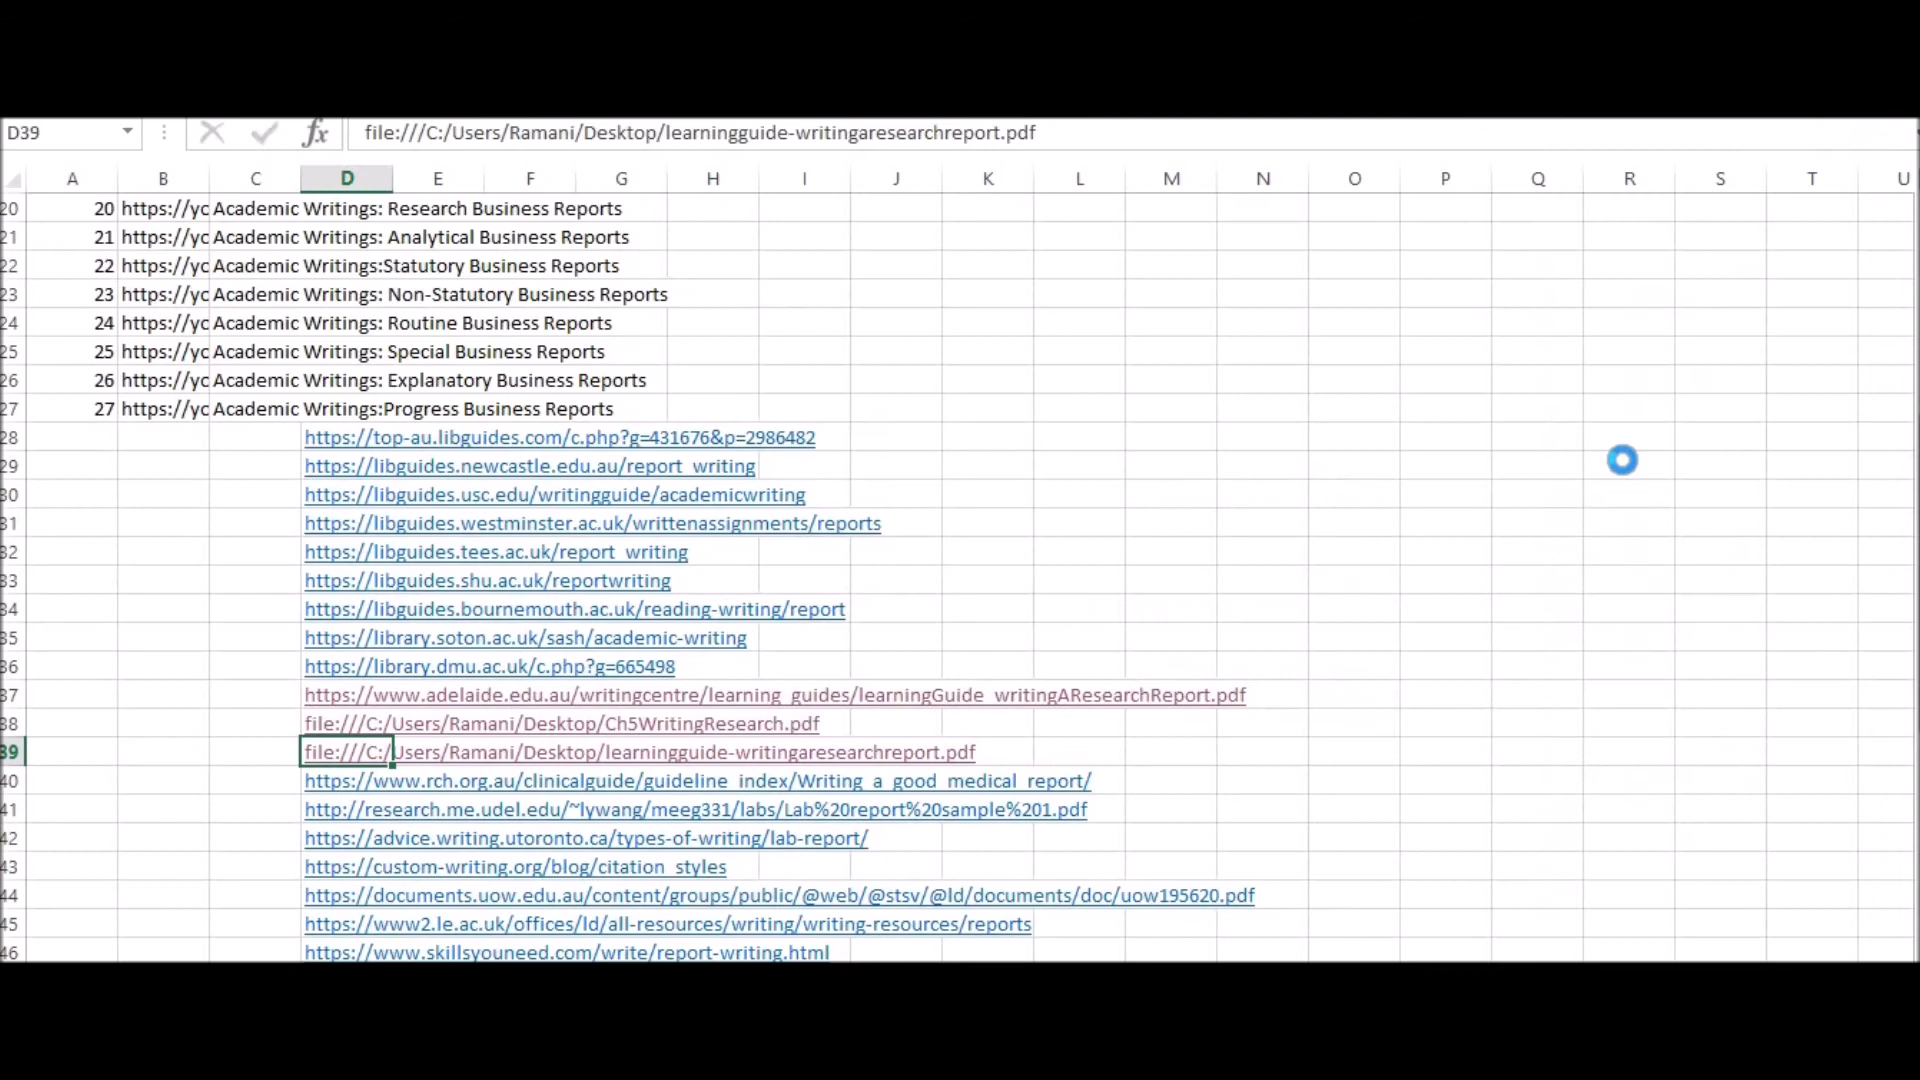 D39 fx file:///C:/Users/Ramani/Desktop/learningguide-writingaresearchreport.pdf
A B C D E F G H I J K L M N O P Q R S T U
20 20 https://yc Academic Writings: Research Business Reports
21 21 https://yc Academic Writings: Analytical Business Reports
22 22 https://yc Academic Writings:Statutory Business Reports
23 23 https://yc Academic Writings: Non-Statutory Business Reports
24 24 https://yc Academic Writings: Routine Business Reports
25 25 https://yc Academic Writings: Special Business Reports
26 26 https://yc Academic Writings: Explanatory Business Reports
27 27 https://yc Academic Writings:Progress Business Reports
28 https://top-au.libguides.com/c.php?g=431676&p=2986482
29 https://libguides.newcastle.edu.au/report_writing
30 https://libguides.usc.edu/writingguide/academicwriting
31 https://libguides.westminster.ac.uk/writtenassignments/reports
32 https://libguides.tees.ac.uk/report_writing
33 https://libguides.shu.ac.uk/reportwriting
34 https://libguides.bournemouth.ac.uk/reading-writing/report
35 https://library.soton.ac.uk/sash/academic-writing
36 https://library.dmu.ac.uk/c.php?g=665498
37 https://www.adelaide.edu.au/writingcentre/learning_guides/learningGuide_writingAResearchReport.pdf
38 file:///C:/Users/Ramani/Desktop/Ch5WritingResearch.pdf
39 file:///C:/Users/Ramani/Desktop/learningguide-writingaresearchreport.pdf
40 https://www.rch.org.au/clinicalguide/guideline_index/Writing_a_good_medical_report/
41 http://research.me.udel.edu/~lywang/meeg331/labs/Lab%20report%20sample%201.pdf
42 https://advice.writing.utoronto.ca/types-of-writing/lab-report/
43 https://custom-writing.org/blog/citation_styles
44 https://documents.uow.edu.au/content/groups/public/@web/@stsv/@ld/documents/doc/uow195620.pdf
45 https://www2.le.ac.uk/offices/ld/all-resources/writing/writing-resources/reports
46 https://www.skillsyouneed.com/write/report-writing.html